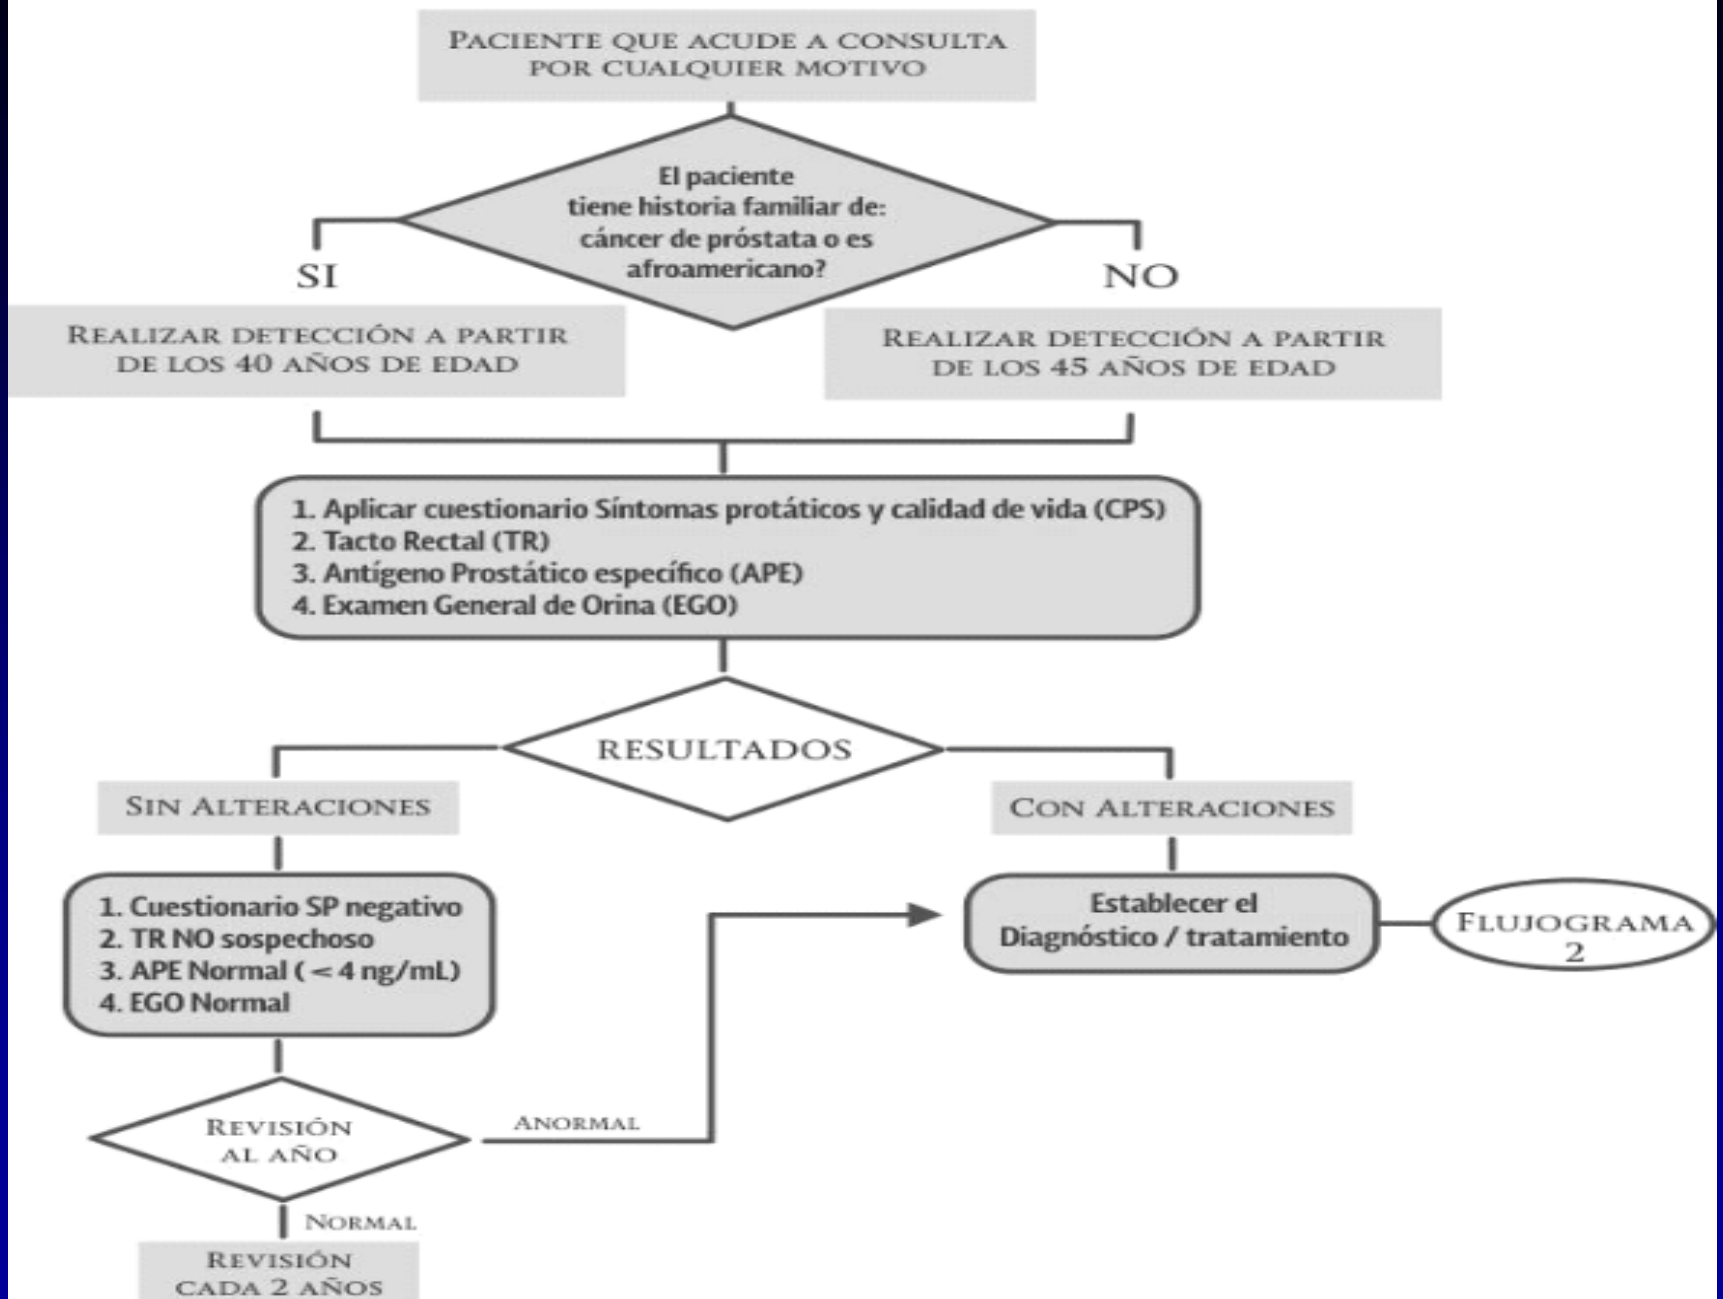 PACIENTE QUE ACUDE A CONSULTA
POR CUALQUIER MOTIVO
El paciente
tiene historia familiar de:
cáncer de próstata o es
afroamericano?
SI
NO
REALIZAR DETECCIÓN A PARTIR
DE LOS 40 AÑOS DE EDAD
REALIZAR DETECCIÓN A PARTIR
DE LOS 45 AÑOS DE EDAD
1. Aplicar cuestionario Síntomas protáticos y calidad de vida (CPS)
2. Tacto Rectal (TR)
3. Antígeno Prostático específico (APE)
4. Examen General de Orina (EGO)
RESULTADOS
SIN ALTERACIONES
CON ALTERACIONES
1. Cuestionario SP negativo
2. TR NO sospechoso
3. APE Normal ( < 4 ng/mL)
4. EGO Normal
Establecer el
Diagnóstico / tratamiento
FLUJOGRAMA
2
REVISIÓN
AL AÑO
ANORMAL
NORMAL
REVISIÓN
CADA 2 AÑOS